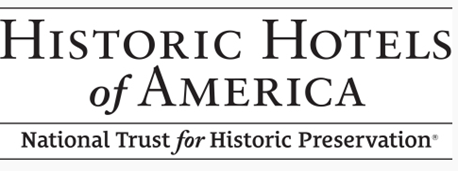 HISTORIC HOTELS
of AMERICA
National Trust for Historic Preservation®